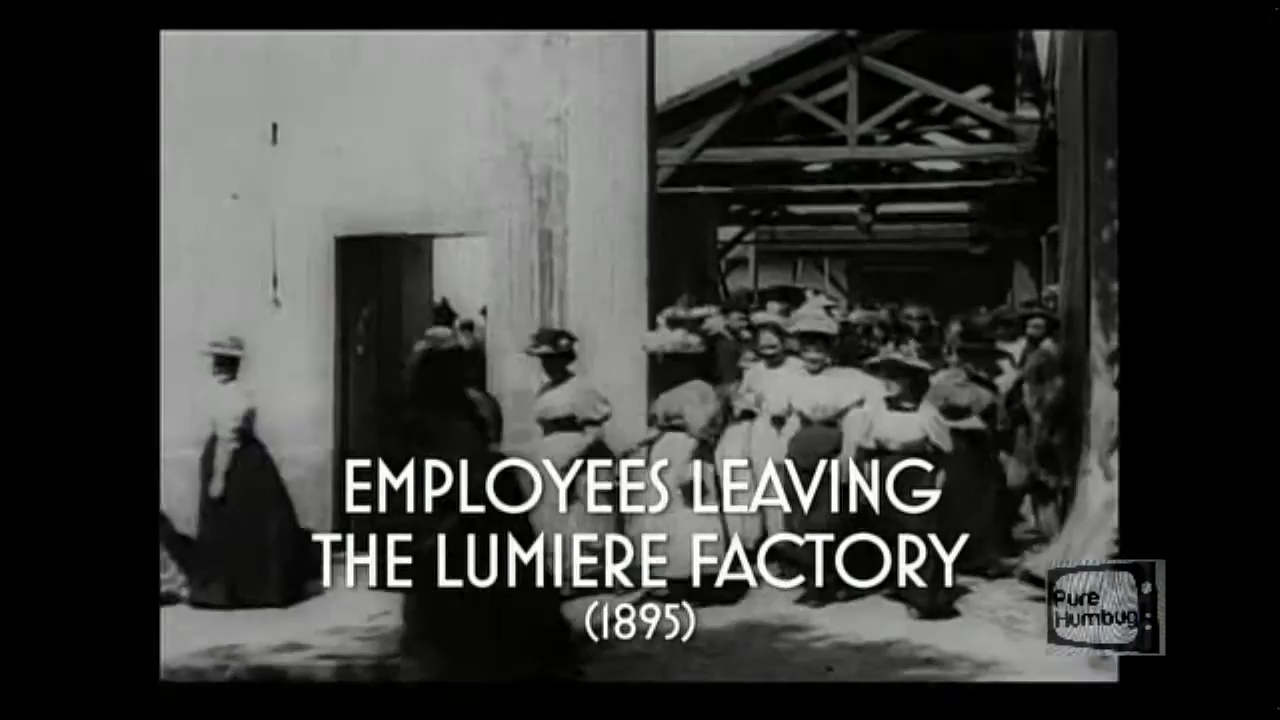 EMPLOYEES LEAVING
THE LUMIERE FACTORY
(1895)
Pure
Humbug